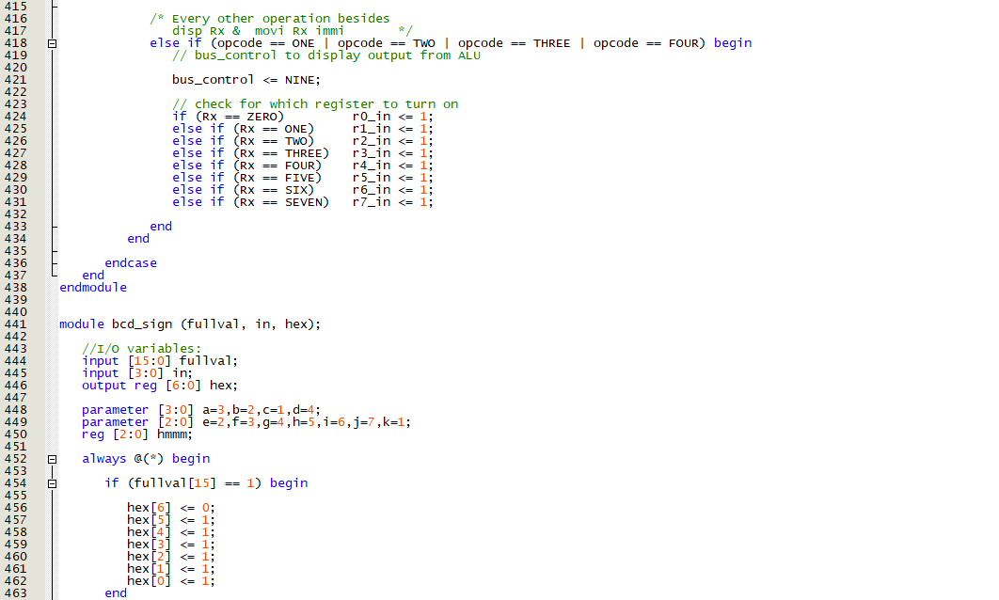 415
416 /* Every other operation besides
417 disp Rx & movi Rx immi */
418 else if (opcode == ONE | opcode == TWO | opcode == THREE | opcode == FOUR) begin
419 // bus_control to display output from ALU
420
421 bus_control <= NINE;
422
423 // check for which register to turn on
424 if (Rx == ZERO) r0_in <= 1;
425 else if (Rx == ONE) r1_in <= 1;
426 else if (Rx == TWO) r2_in <= 1;
427 else if (Rx == THREE) r3_in <= 1;
428 else if (Rx == FOUR) r4_in <= 1;
429 else if (Rx == FIVE) r5_in <= 1;
430 else if (Rx == SIX) r6_in <= 1;
431 else if (Rx == SEVEN) r7_in <= 1;
432
433 end
434 end
435
436 endcase
437 end
438 endmodule
439
440
441 module bcd_sign (fullval, in, hex);
442
443 //I/O variables:
444 input [15:0] fullval;
445 input [3:0] in;
446 output reg [6:0] hex;
447
448 parameter [3:0] a=3,b=2,c=1,d=4;
449 parameter [2:0] e=2,f=3,g=4,h=5,i=6,j=7,k=1;
450 reg [2:0] hmmm;
451
452 always @(*) begin
453
454 if (fullval[15] == 1) begin
455
456 hex[6] <= 0;
457 hex[5] <= 1;
458 hex[4] <= 1;
459 hex[3] <= 1;
460 hex[2] <= 1;
461 hex[1] <= 1;
462 hex[0] <= 1;
463 end